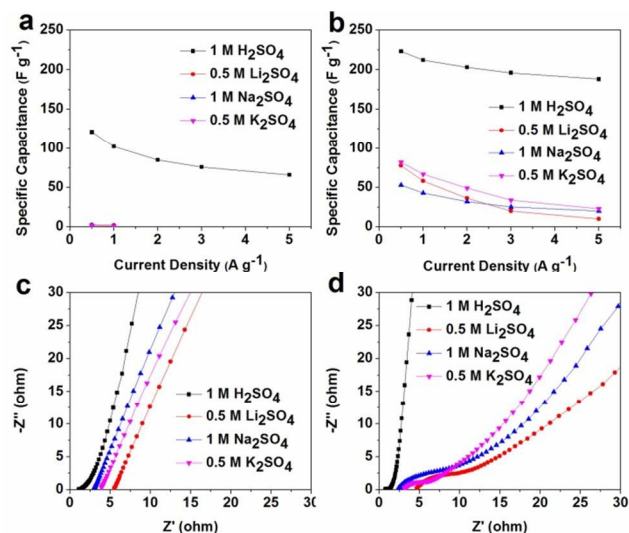 a
250
200
150
100
50
0
Specific Capacitance (F g-1)
1 M H2SO4
0.5 M Li2SO4
1 M Na2SO4
0.5 M K2SO4
0 1 2 3 4 5
Current Density (A g-1)
b
250
200
150
100
50
0
Specific Capacitance (F g-1)
1 M H2SO4
0.5 M Li2SO4
1 M Na2SO4
0.5 M K2SO4
0 1 2 3 4 5
Current Density (A g-1)
c
30
25
20
15
10
5
0
-Z'' (ohm)
1 M H2SO4
0.5 M Li2SO4
1 M Na2SO4
0.5 M K2SO4
0 5 10 15 20 25 30
Z' (ohm)
d
30
25
20
15
10
5
0
-Z'' (ohm)
1 M H2SO4
0.5 M Li2SO4
1 M Na2SO4
0.5 M K2SO4
0 5 10 15 20 25 30
Z' (ohm)